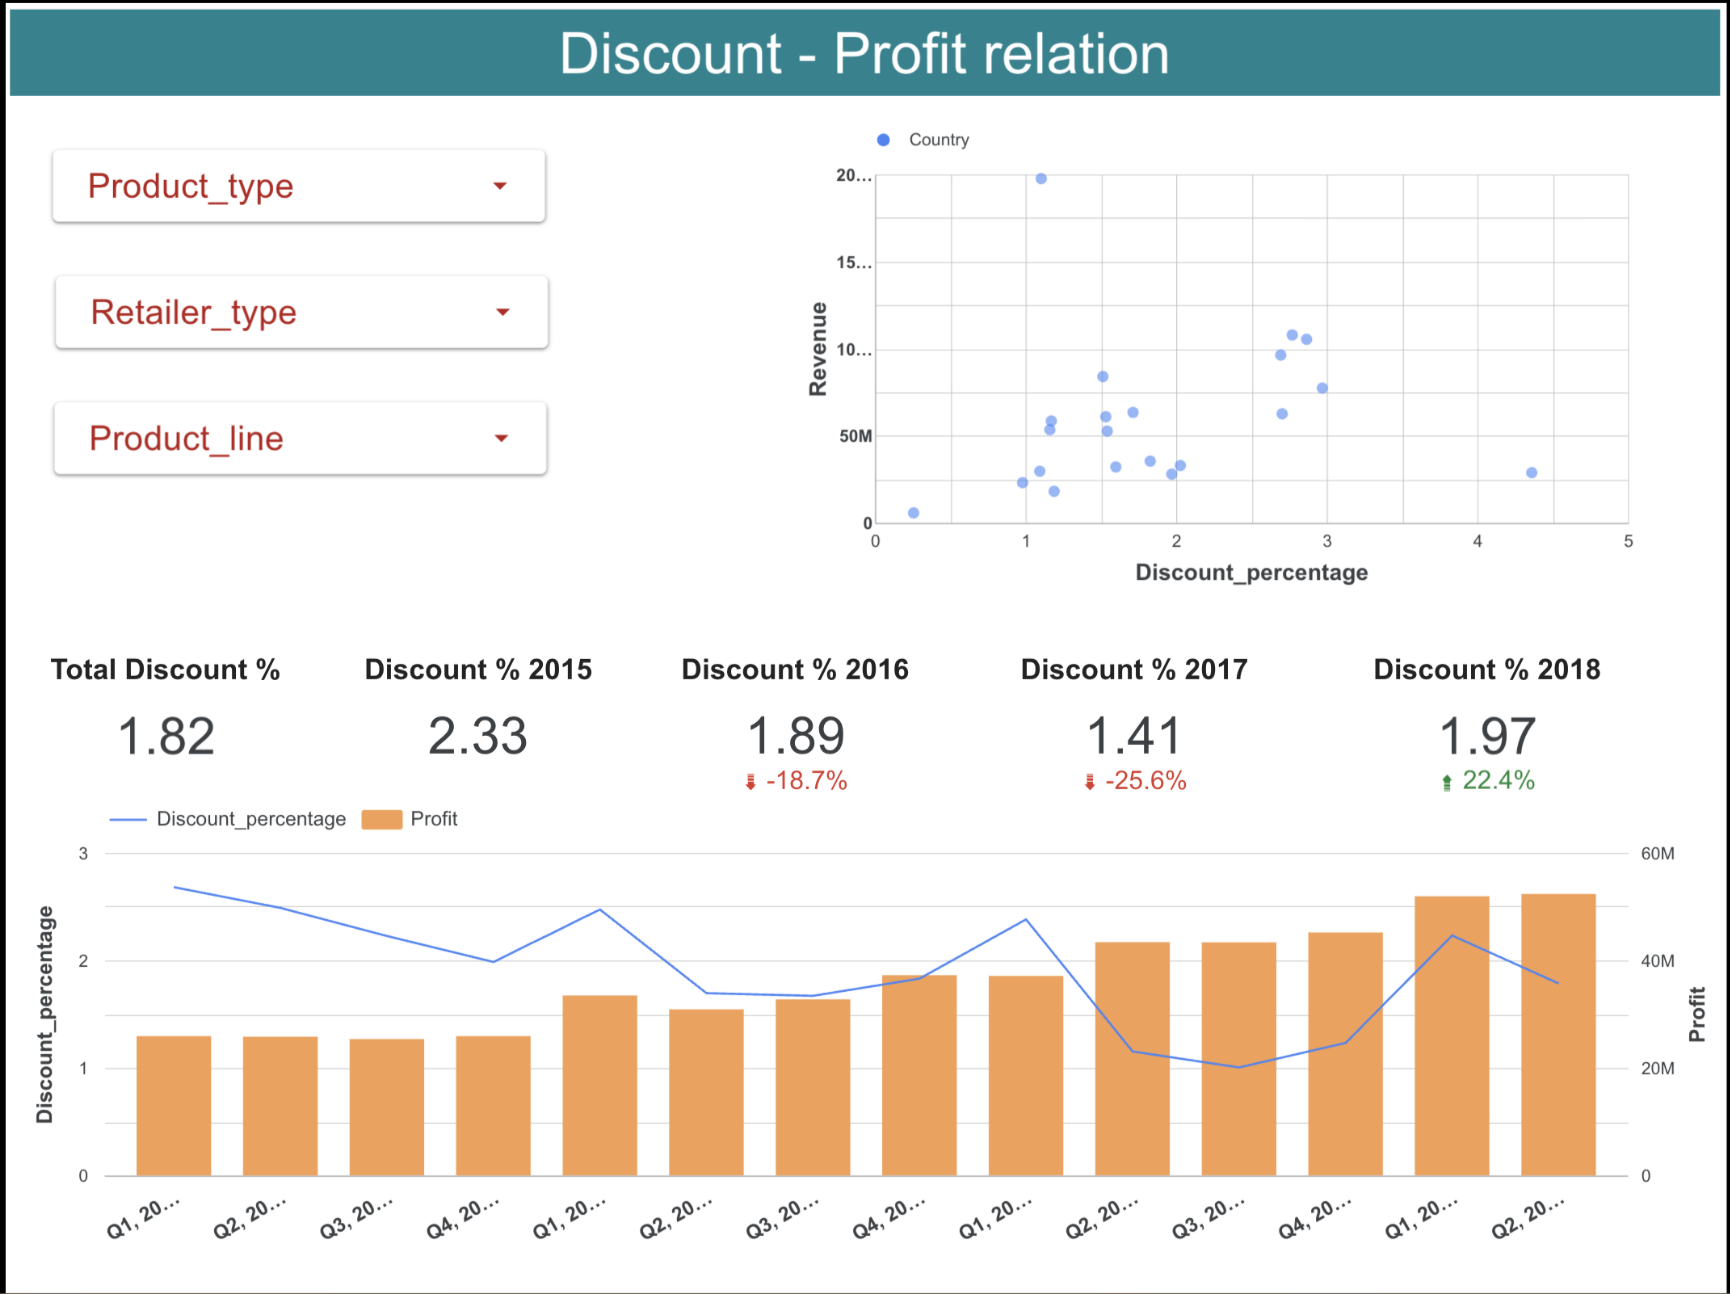 Discount - Profit relation
Product_type
Retailer_type
Product_line
Country
20...
15...
10...
50M
0
Revenue
0 1 2 3 4 5
Discount_percentage
Total Discount % Discount % 2015 Discount % 2016 Discount % 2017 Discount % 2018
1.82 2.33 1.89 1.41 1.97
-18.7% -25.6% 22.4%
Discount_percentage Profit
3 60M
2 40M
1 20M
0 0
Discount_percentage
Profit
Q1, 20... Q2, 20... Q3, 20... Q4, 20... Q1, 20... Q2, 20... Q3, 20... Q4, 20... Q1, 20... Q2, 20... Q3, 20... Q4, 20... Q1, 20... Q2, 20...